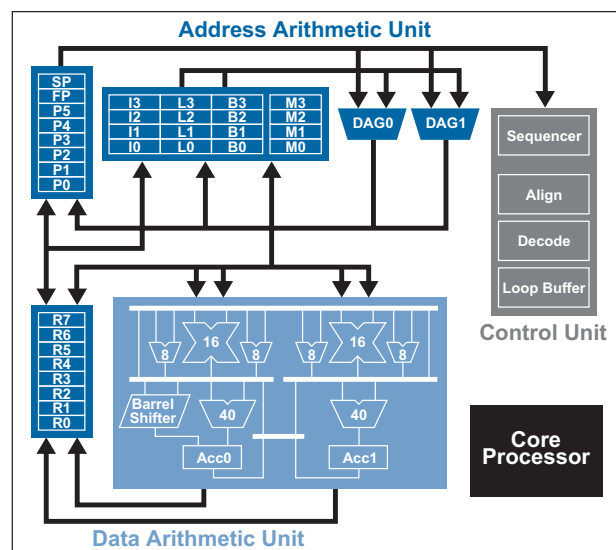 Address Arithmetic Unit
SP
FP
P5
P4
P3
P2
P1
P0
I3 L3 B3 M3
I2 L2 B2 M2
I1 L1 B1 M1
I0 L0 B0 M0
DAG0
DAG1
Sequencer
Align
Decode
Loop Buffer
Control Unit
R7
R6
R5
R4
R3
R2
R1
R0
8
16
8
8
16
8
Barrel
Shifter
40
40
Acc0
Acc1
Core
Processor
Data Arithmetic Unit